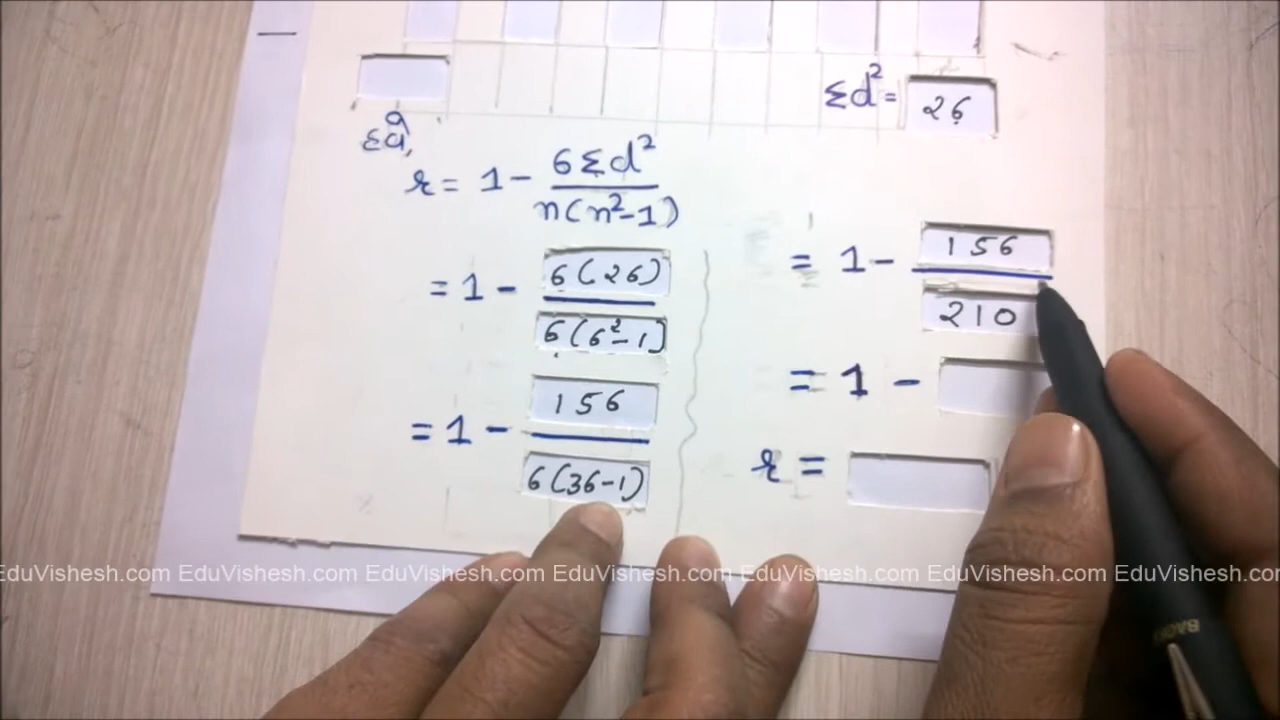 Σd² = 26
Σd
r = 1 - 6Σd² / n(n²-1)
= 1 - 6(26) / 6(6²-1)
= 1 - 156 / 6(36-1)
= 1 - 156 / 210
= 1 -
r =
EduVishesh.com EduVishesh.com EduVishesh.com EduVishesh.com EduVishesh.com EduVishesh.com EduVishesh.com